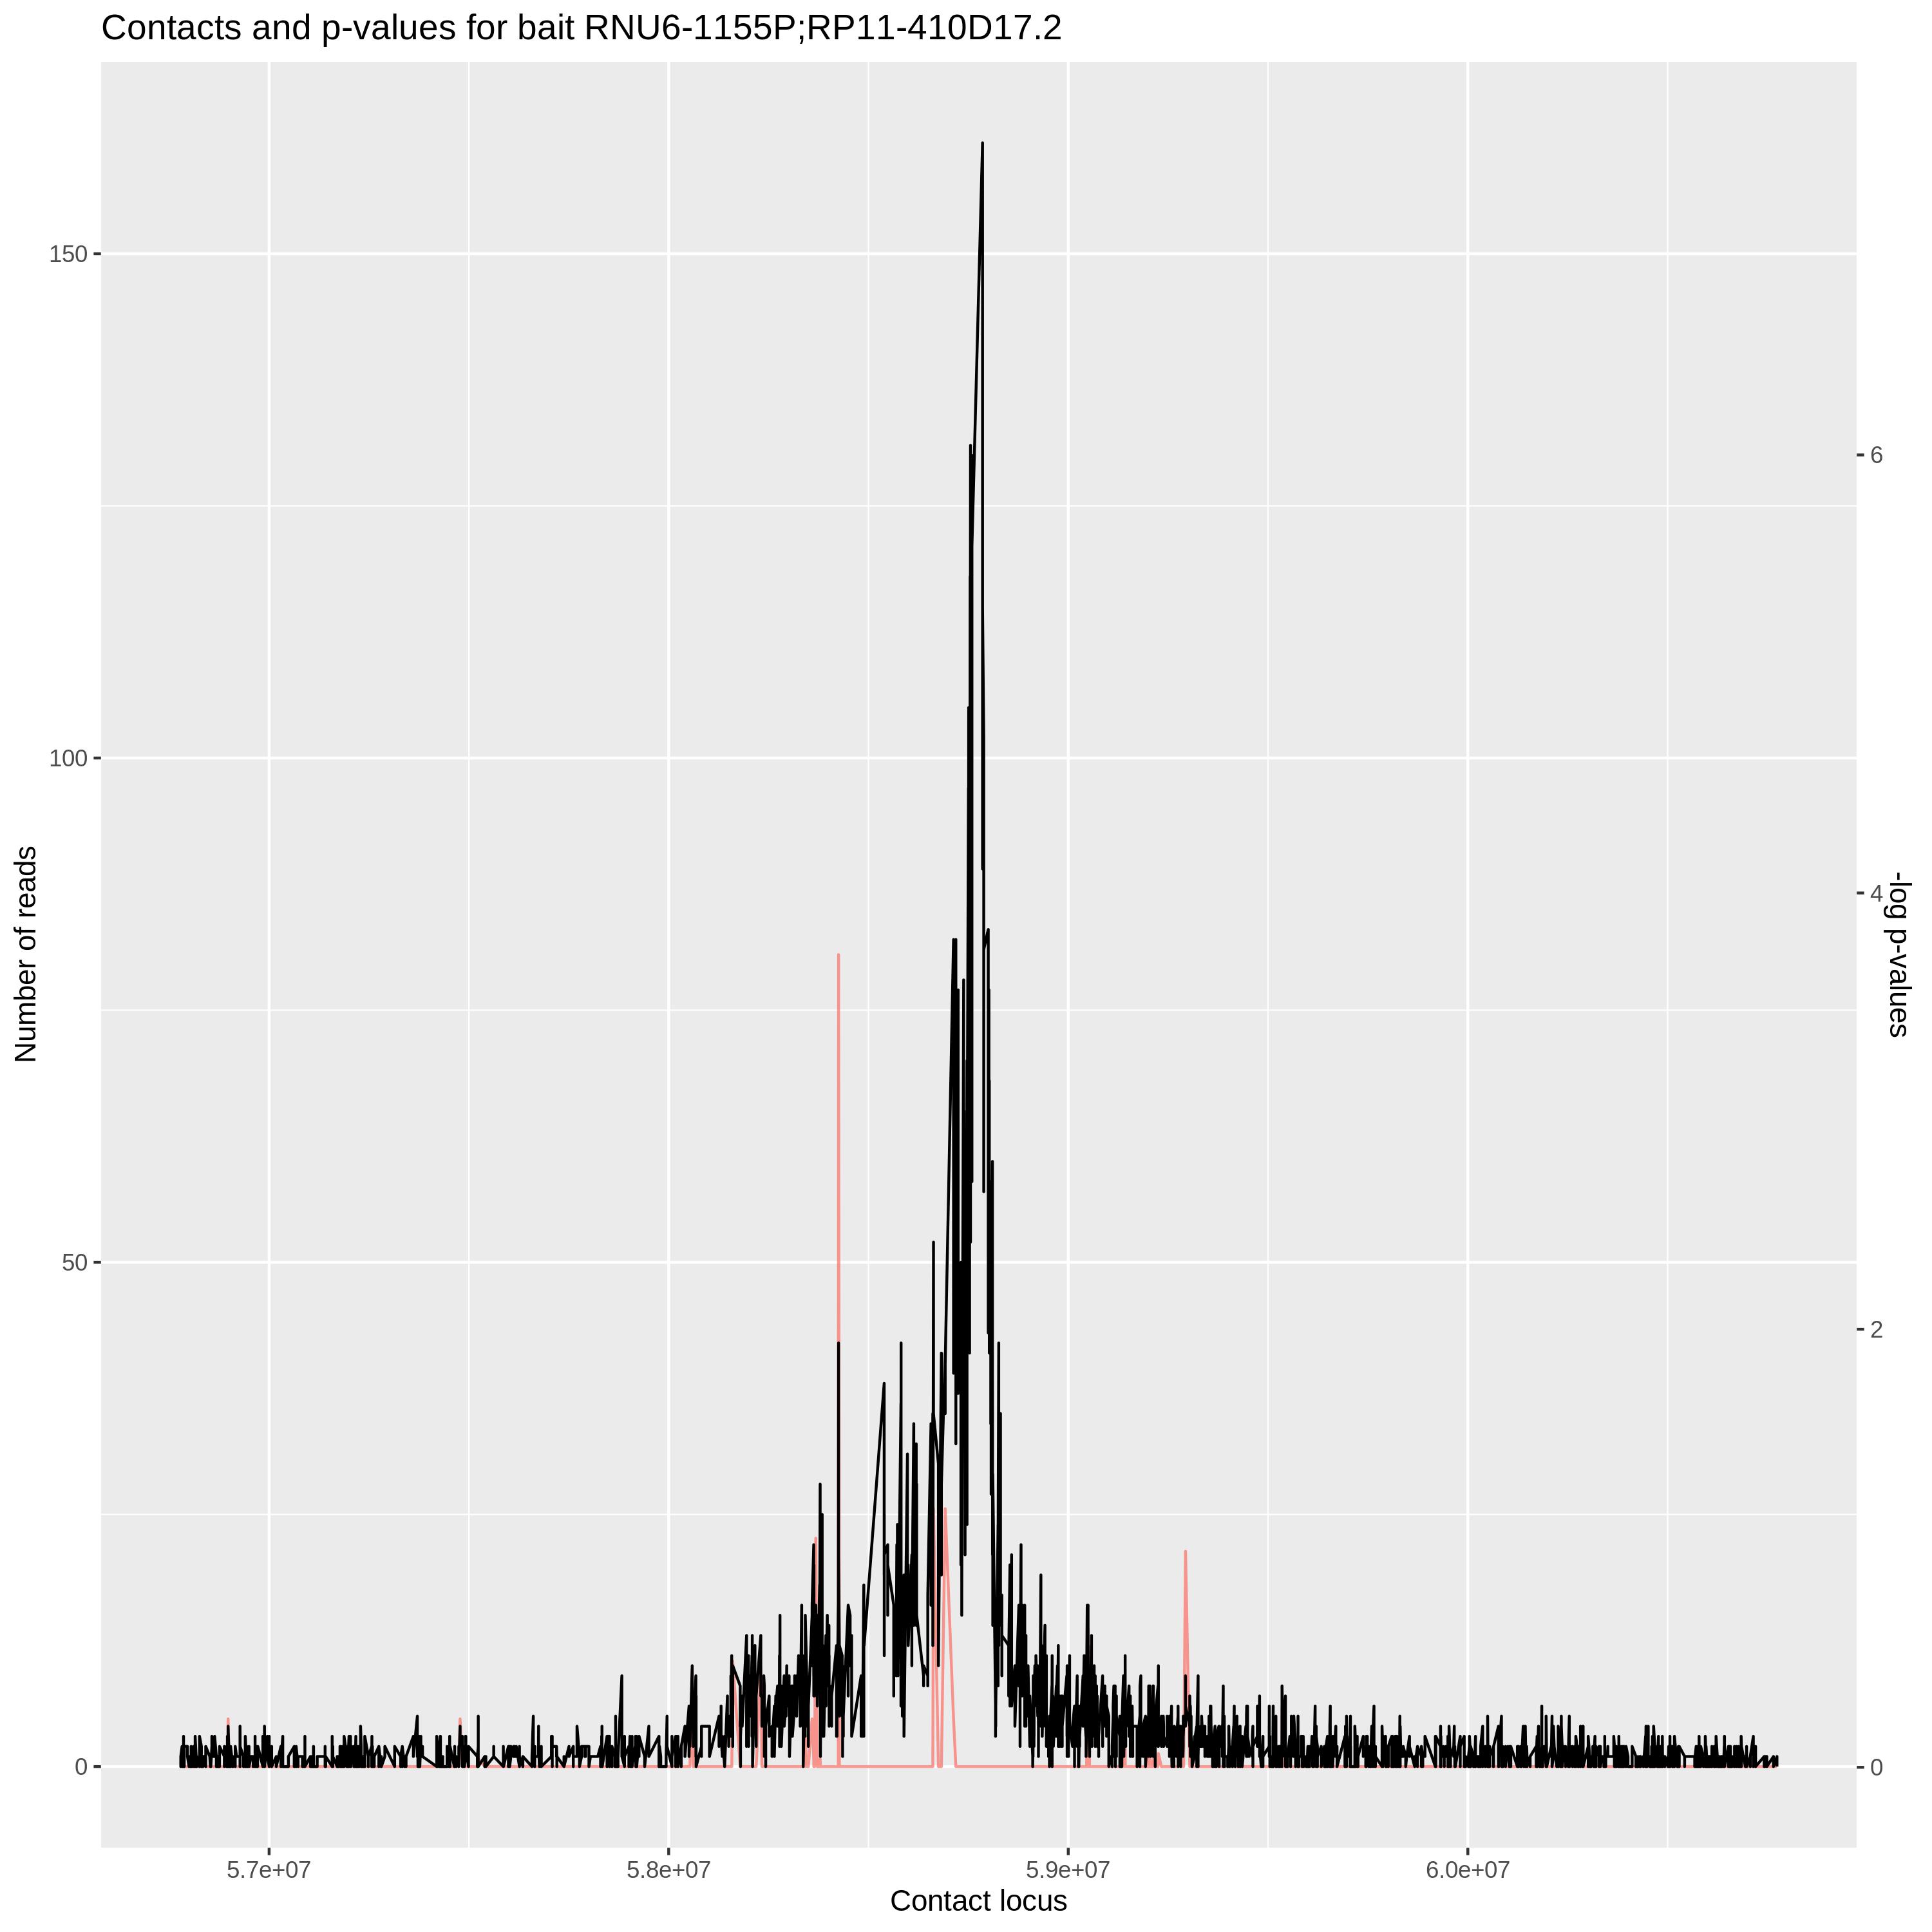 Contacts and p-values for bait RNU6-1155P;RP11-410D17.2
150
100
50
0
Number of reads
6
4
2
0
-log p-values
5.7e+07
5.8e+07
5.9e+07
6.0e+07
Contact locus